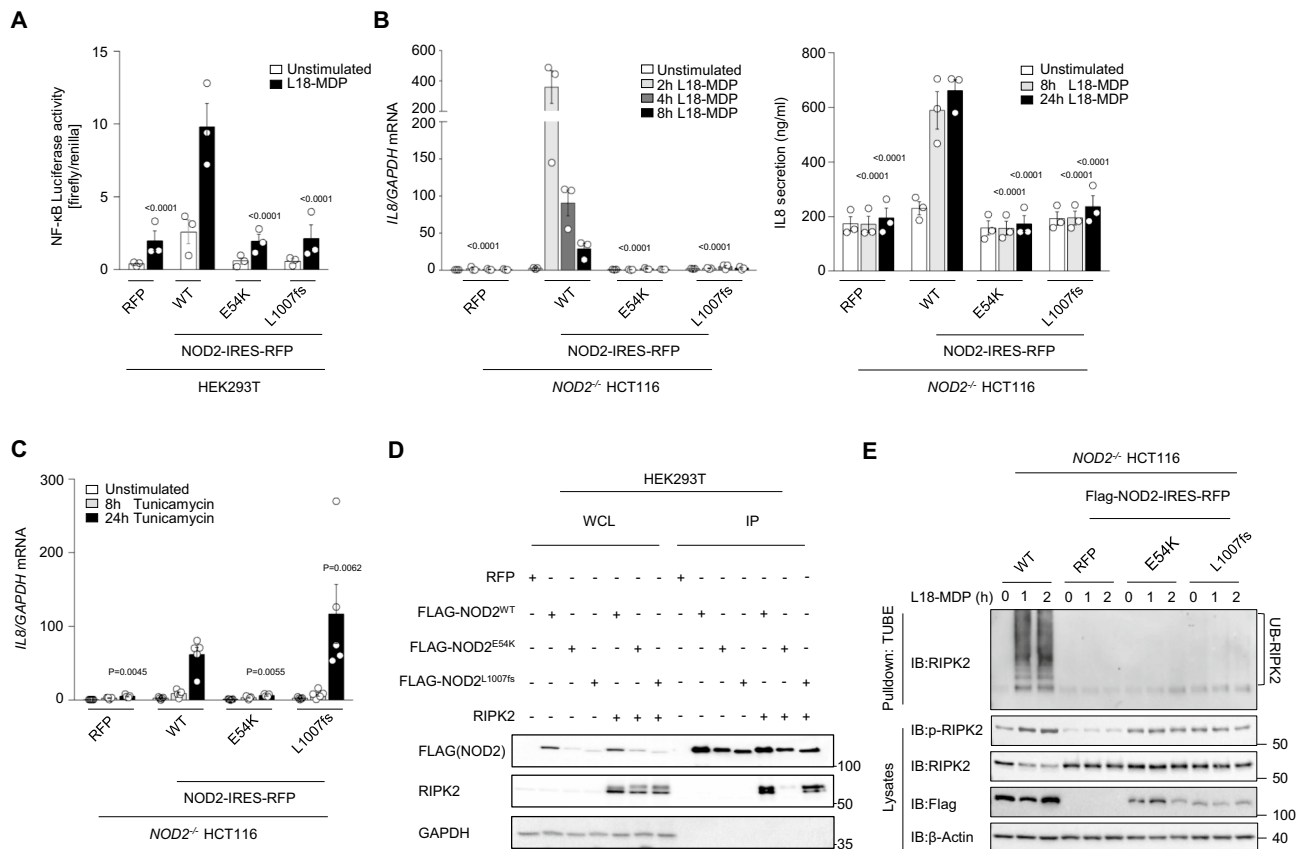 A
NF-κB Luciferase activity
[firefly/renilla]
15
10
5
0
Unstimulated
L18-MDP
<0.0001
<0.0001
<0.0001
RFP
WT
E54K
L1007fs
NOD2-IRES-RFP
HEK293T
B
IL8/GAPDH mRNA
600
400
200
100
50
0
Unstimulated
2h L18-MDP
4h L18-MDP
8h L18-MDP
<0.0001
<0.0001
<0.0001
RFP
WT
E54K
L1007fs
NOD2-IRES-RFP
NOD2-/- HCT116
IL8 secretion (ng/ml)
800
600
400
200
0
Unstimulated
8h L18-MDP
24h L18-MDP
<0.0001
<0.0001
<0.0001
<0.0001
<0.0001
<0.0001
RFP
WT
E54K
L1007fs
NOD2-IRES-RFP
NOD2-/- HCT116
C
IL8/GAPDH mRNA
300
200
100
0
Unstimulated
8h Tunicamycin
24h Tunicamycin
P=0.0045
P=0.0055
P=0.0062
RFP
WT
E54K
L1007fs
NOD2-IRES-RFP
NOD2-/- HCT116
D
HEK293T
WCL IP
RFP + - - - - - - + - - - - - -
FLAG-NOD2WT - + - - + - - - + - - + - -
FLAG-NOD2E54K - - + - - + - - - + - - + -
FLAG-NOD2L1007fs - - - + - - + - - - + - - +
RIPK2 - - - - + + + - - - - + + +
FLAG(NOD2)
100
RIPK2
50
GAPDH
35
E
NOD2-/- HCT116
Flag-NOD2-IRES-RFP
WT RFP E54K L1007fs
L18-MDP (h) 0 1 2 0 1 2 0 1 2 0 1 2
Pulldown: TUBE
IB:RIPK2
UB-RIPK2
Lysates
IB:p-RIPK2
50
IB:RIPK2
50
IB:Flag
100
IB:β-Actin
40